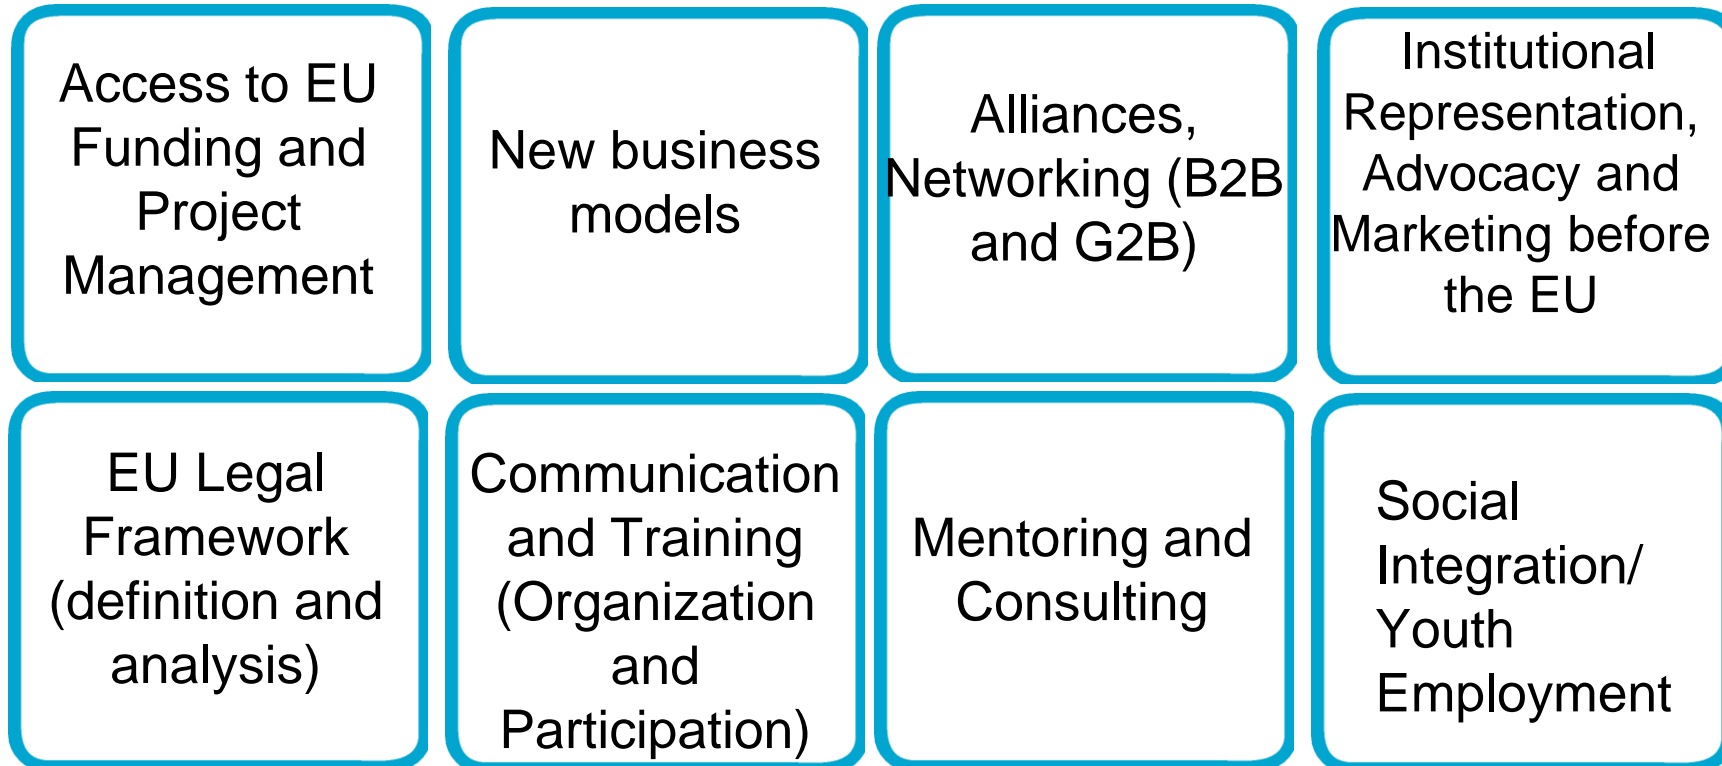 Access to EU
Funding and
Project
Management
New business
models
Alliances,
Networking (B2B
and G2B)
Institutional
Representation,
Advocacy and
Marketing before
the EU
EU Legal
Framework
(definition and
analysis)
Communication
and Training
(Organization
and
Participation)
Mentoring and
Consulting
Social
Integration/
Youth
Employment